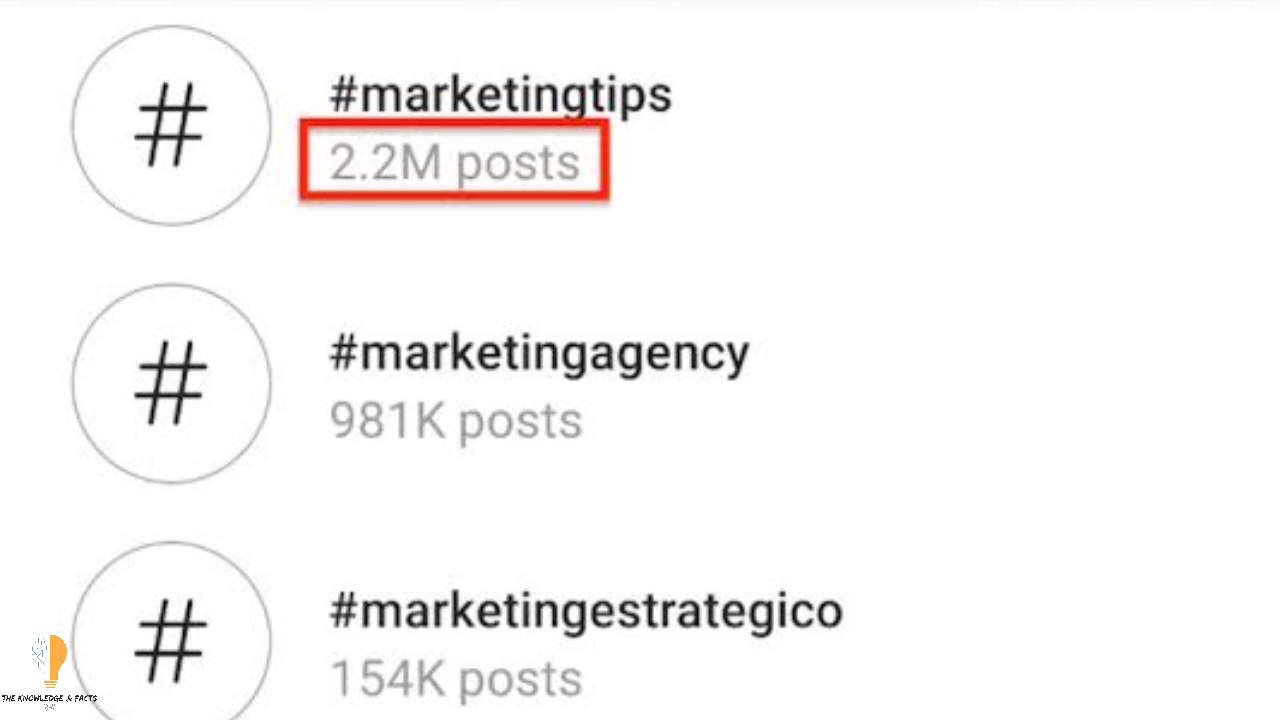 #marketingtips
2.2M posts
#marketingagency
981K posts
#marketingestrategico
154K posts
THE KNOWLEDGE & FACTS